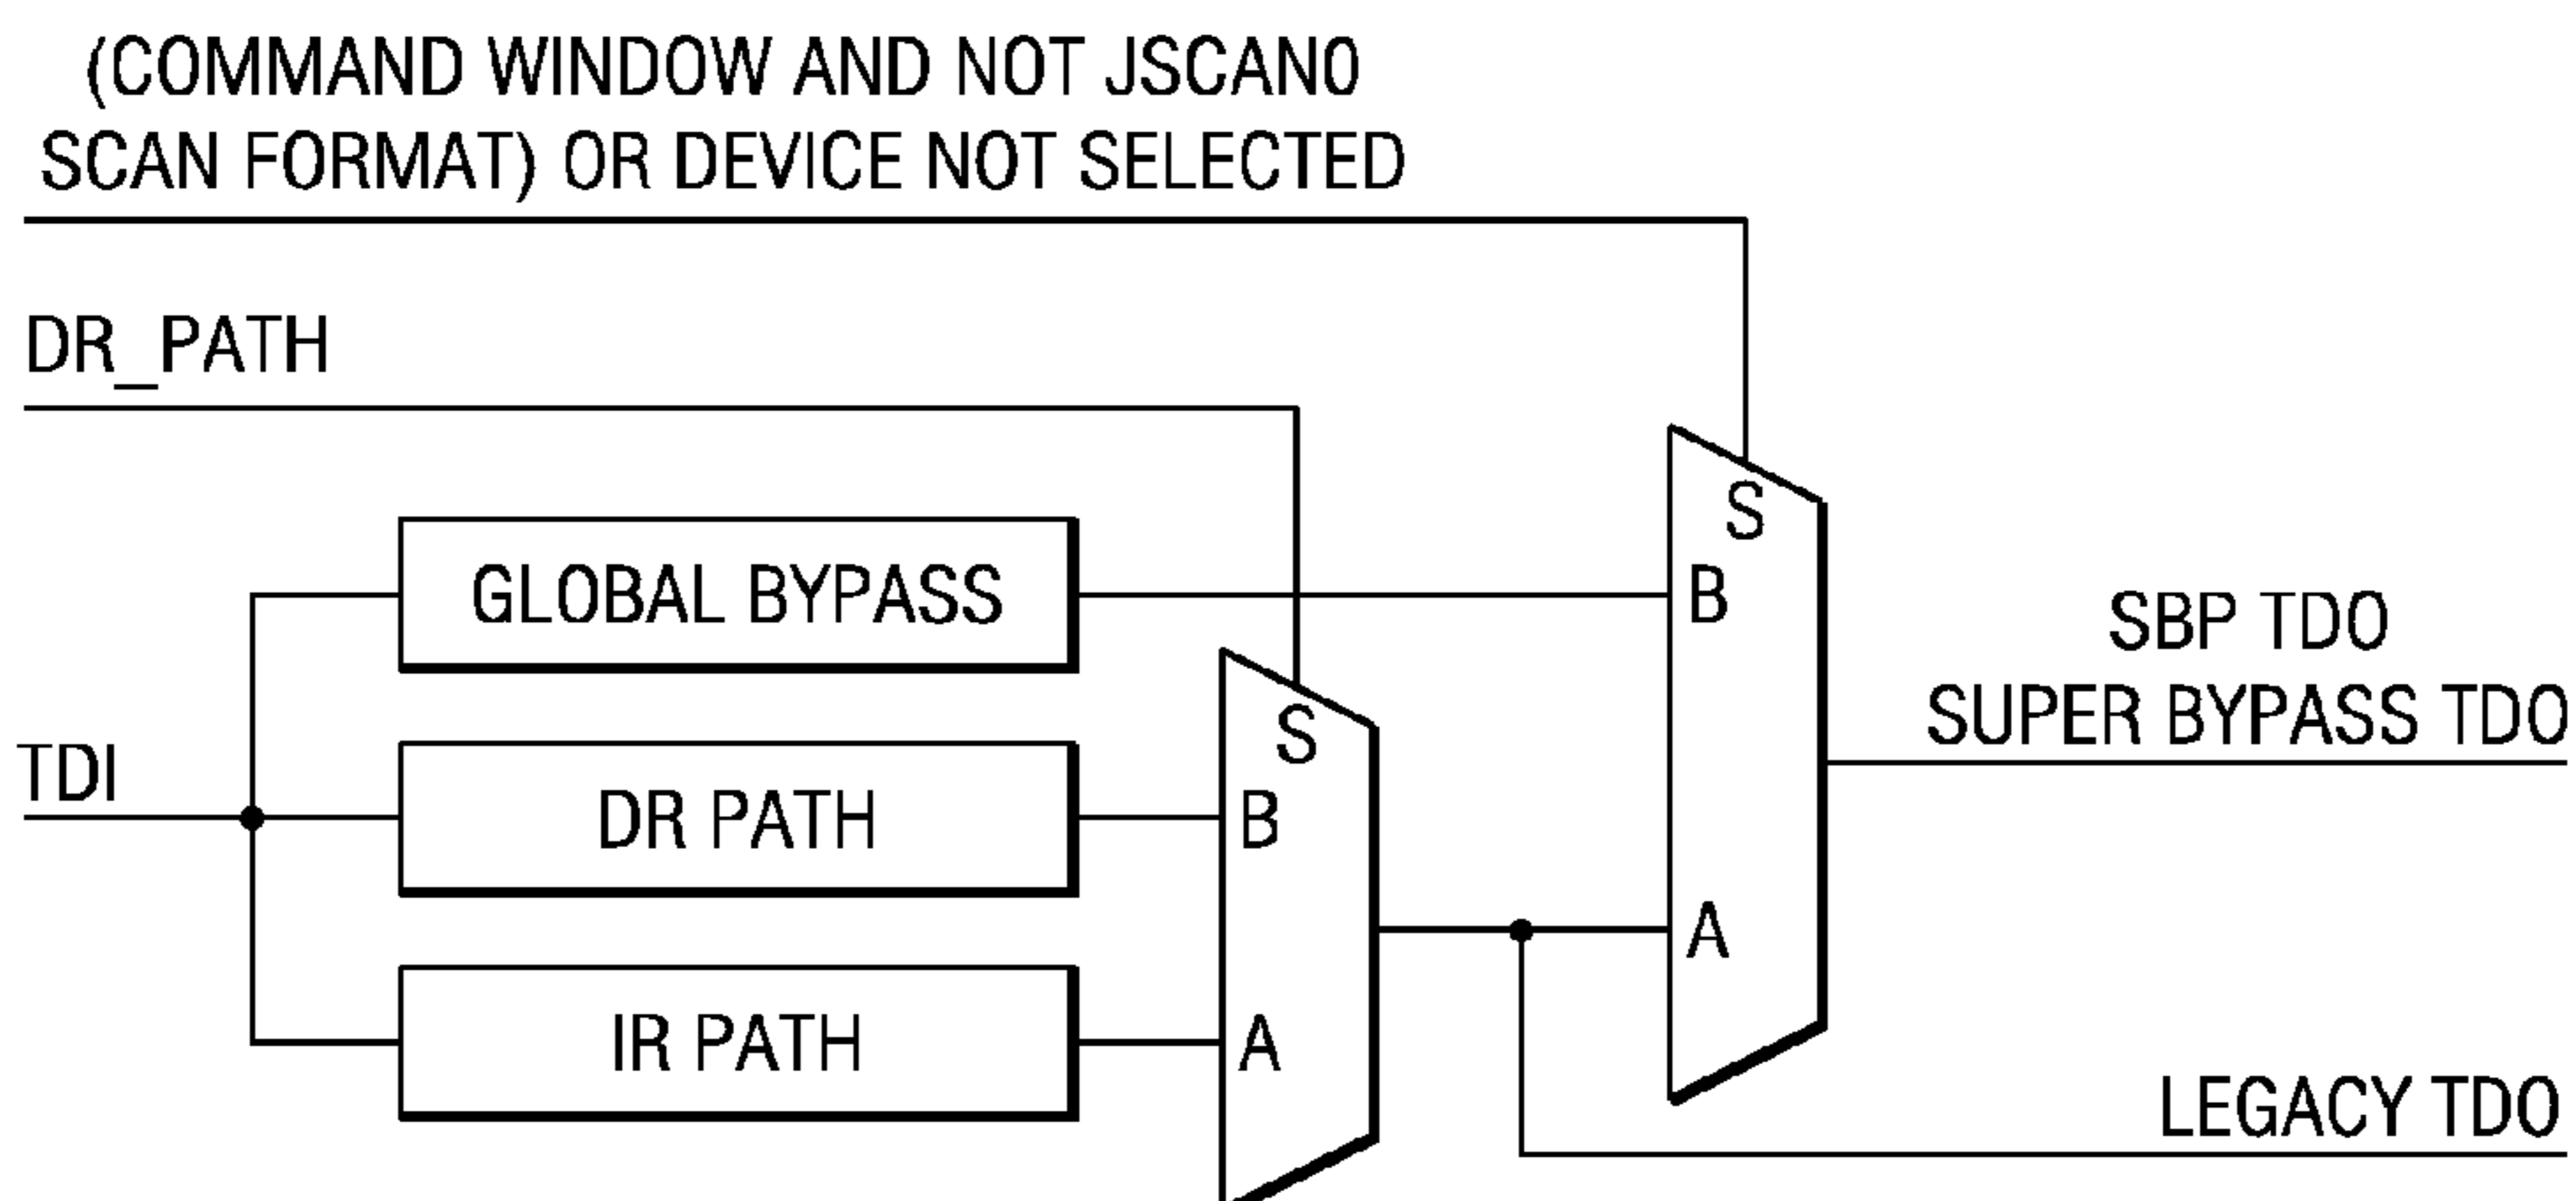 (COMMAND WINDOW AND NOT JSCAN0
SCAN FORMAT) OR DEVICE NOT SELECTED
DR_PATH
S
GLOBAL BYPASS
B
SBP TDO
SUPER BYPASS TDO
S
TDI
DR PATH
B
A
IR PATH
A
LEGACY TDO